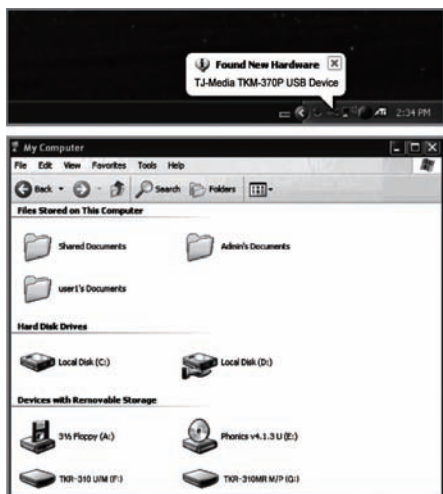 Found New Hardware
TJ-Media TKM-370P USB Device
2:34 PM
My Computer
File Edit View Favorites Tools Help
Back Search Folders
Files Stored on This Computer
Shared Documents Admin's Documents
user1's Documents
Hard Disk Drives
Local Disk (C:) Local Disk (D:)
Devices with Removable Storage
3½ Floppy (A:) Phonics v4.1.3 U (E:)
TKR-310 U/M (F:) TKR-310MR M/P (G:)